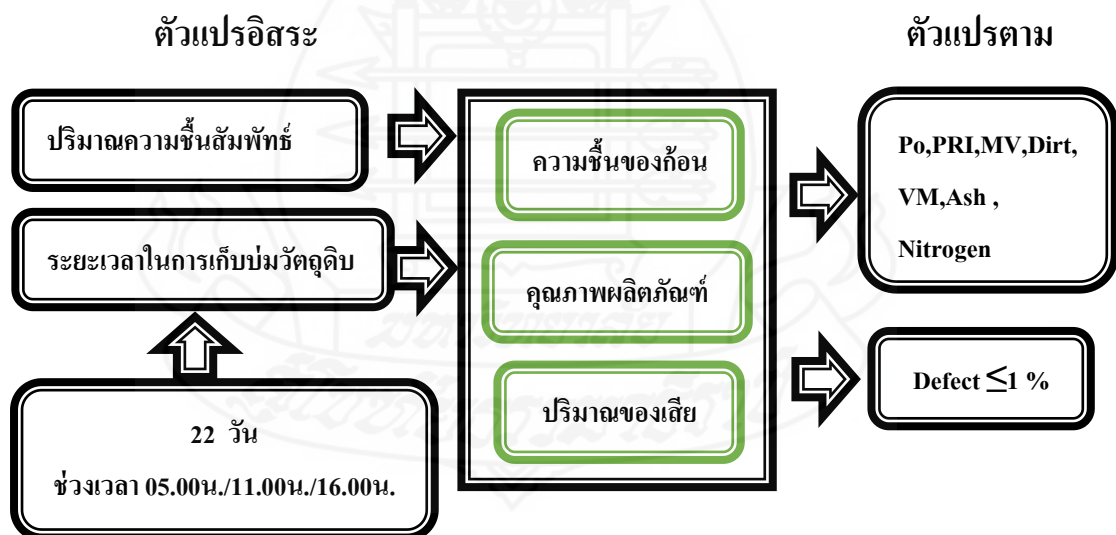 ตัวแปรอิสระ
ตัวแปรตาม
ปริมาณความชื้นสัมพัทธ์
ระยะเวลาในการเก็บบ่มวัตถุดิบ
22 วัน
ช่วงเวลา 05.00น./11.00น./16.00น.
ความชื้นของก้อน
คุณภาพผลิตภัณฑ์
ปริมาณของเสีย
Po,PRI,MV,Dirt,
VM,Ash ,
Nitrogen
Defect ≤1 %